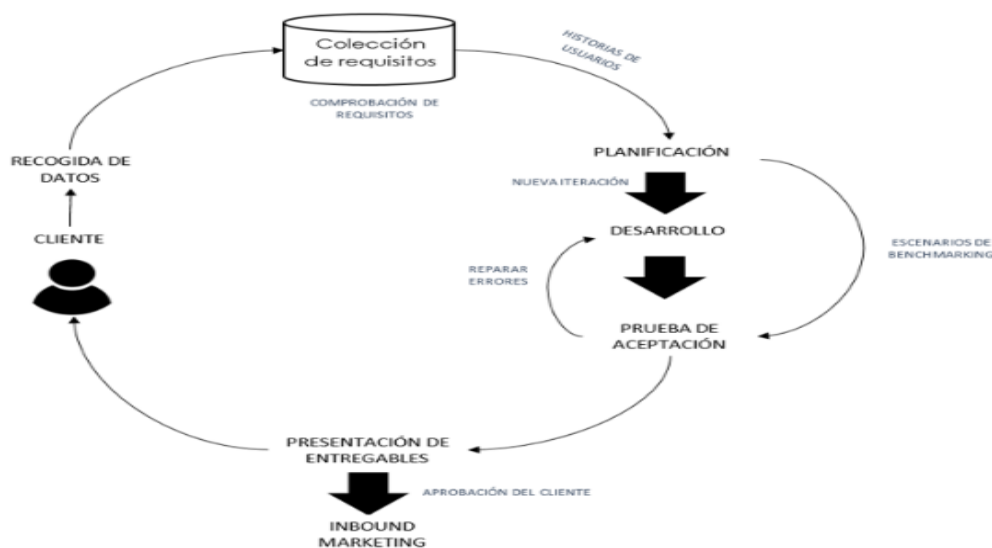 Colección
de requisitos
COMPROBACIÓN DE
REQUISITOS
HISTORIAS DE
USUARIOS
RECOGIDA DE
DATOS
PLANIFICACIÓN
NUEVA ITERACIÓN
CLIENTE
DESARROLLO
ESCENARIOS DE
BENCHMARKING
REPARAR
ERRORES
PRUEBA DE
ACEPTACIÓN
PRESENTACIÓN DE
ENTREGABLES
APROBACIÓN DEL CLIENTE
INBOUND
MARKETING